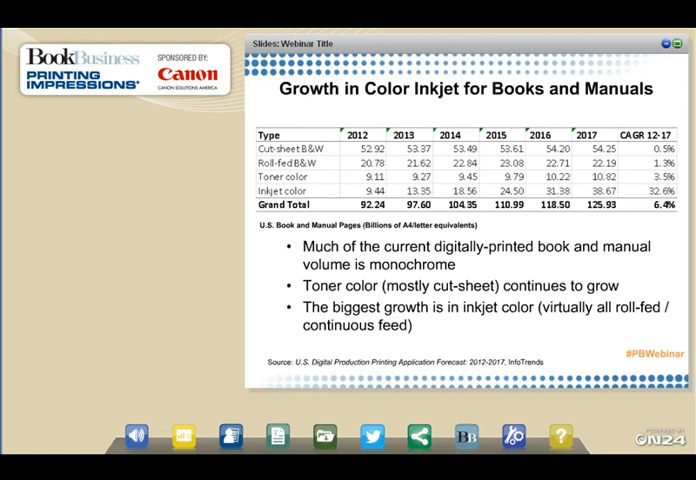 BookBusiness
PRINTING
IMPRESSIONS
SPONSORED BY:
Canon
CANON SOLUTIONS AMERICA
Slides: Webinar Title
Growth in Color Inkjet for Books and Manuals
Type 2012 2013 2014 2015 2016 2017 CAGR 12-17
Cut-sheet B&W 52.92 53.37 53.49 53.61 54.20 54.25 0.5%
Roll-fed B&W 20.78 21.62 22.84 23.08 22.71 22.19 1.3%
Toner color 9.11 9.27 9.45 9.79 10.22 10.82 3.5%
Inkjet color 9.44 13.35 18.56 24.50 31.38 38.67 32.6%
Grand Total 92.24 97.60 104.35 110.99 118.50 125.93 6.4%
U.S. Book and Manual Pages (Billions of A4/letter equivalents)
• Much of the current digitally-printed book and manual
volume is monochrome
• Toner color (mostly cut-sheet) continues to grow
• The biggest growth is in inkjet color (virtually all roll-fed /
continuous feed)
#PBWebinar
Source: U.S. Digital Production Printing Application Forecast: 2012-2017, InfoTrends
BB
?
POWERED BY
ON24